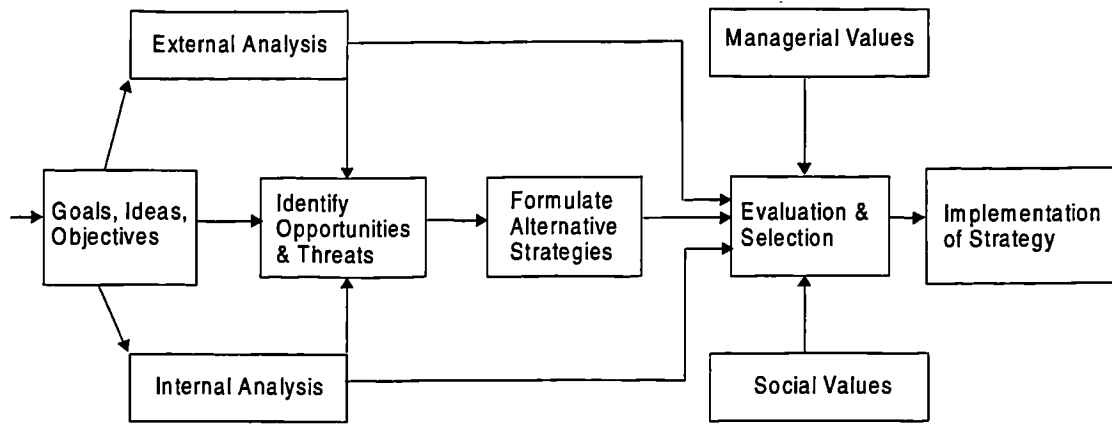 External Analysis
Managerial Values
Goals, Ideas,
Objectives
Identify
Opportunities
& Threats
Formulate
Alternative
Strategies
Evaluation &
Selection
Implementation
of Strategy
Internal Analysis
Social Values